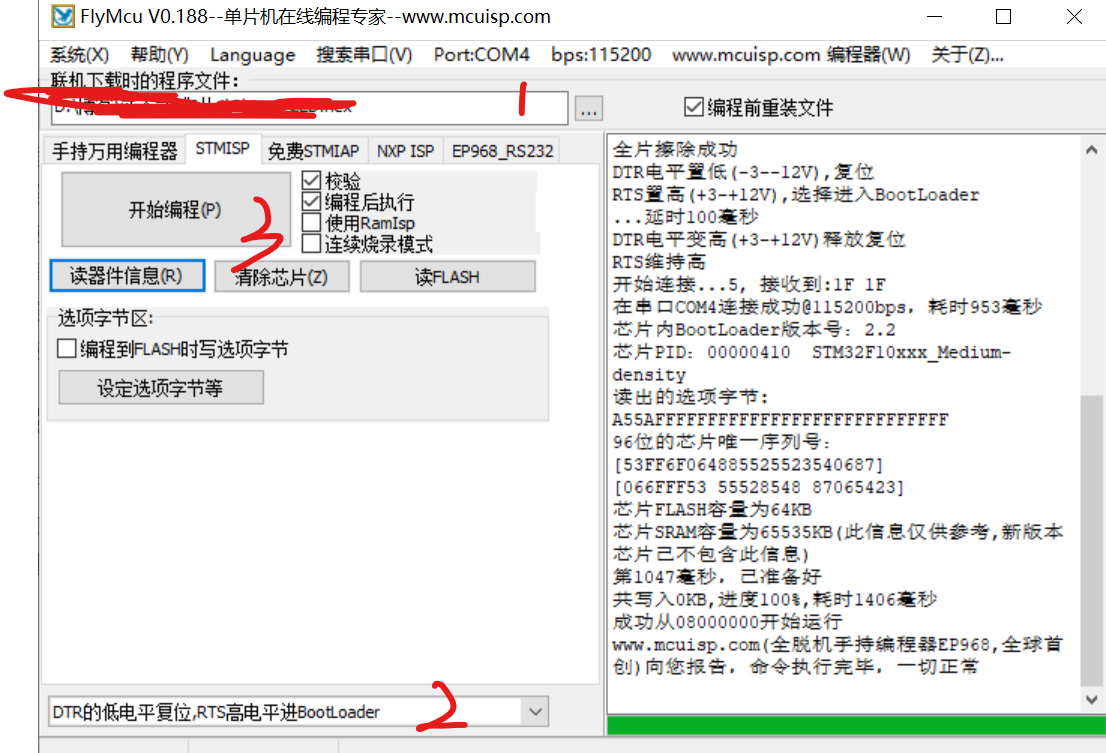 FlyMcu V0.188--单片机在线编程专家--www.mcuisp.com
系统(X) 帮助(Y) Language 搜索串口(V) Port:COM4 bps:115200 www.mcuisp.com 编程器(W) 关于(Z)...
联机下载时的程序文件:
1
... 编程前重装文件
手持万用编程器 STMISP 免费STMIAP NXP ISP EP968_RS232
开始编程(P)
3
校验
编程后执行
使用RamIsp
连续烧录模式
读器件信息(R) 清除芯片(Z) 读FLASH
选项字节区:
编程到FLASH时写选项字节
设定选项字节等
DTR的低电平复位,RTS高电平进BootLoader
2
全片擦除成功
DTR电平置低(-3--12V),复位
RTS置高(+3-+12V),选择进入BootLoader
...延时100毫秒
DTR电平变高(+3-+12V)释放复位
RTS维持高
开始连接...5, 接收到:1F 1F
在串口COM4连接成功@115200bps, 耗时953毫秒
芯片内BootLoader版本号: 2.2
芯片PID: 00000410 STM32F10xxx_Medium-
density
读出的选项字节:
A55AFFFFFFFFFFFFFFFFFFFFFFFFFFFF
96位的芯片唯一序列号:
[53FF6F064885525523540687]
[066FFF53 55528548 87065423]
芯片FLASH容量为64KB
芯片SRAM容量为65535KB(此信息仅供参考,新版本
芯片已不包含此信息)
第1047毫秒, 已准备好
共写入0KB,进度100%,耗时1406毫秒
成功从08000000开始运行
www.mcuisp.com(全脱机手持编程器EP968,全球首
创)向您报告, 命令执行完毕, 一切正常